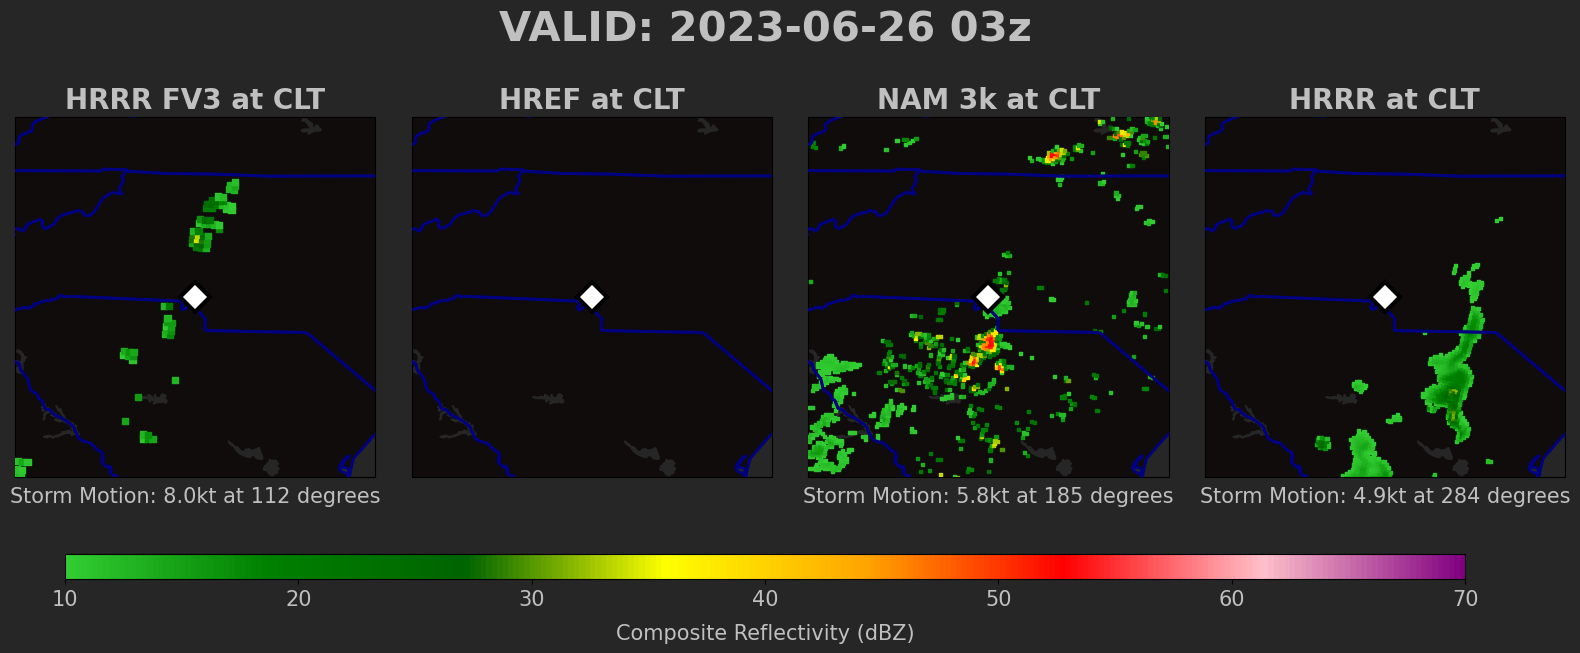 VALID: 2023-06-26 03z
HRRR FV3 at CLT
HREF at CLT
NAM 3k at CLT
HRRR at CLT
Storm Motion: 8.0kt at 112 degrees
Storm Motion: 5.8kt at 185 degrees
Storm Motion: 4.9kt at 284 degrees
10 20 30 40 50 60 70
Composite Reflectivity (dBZ)